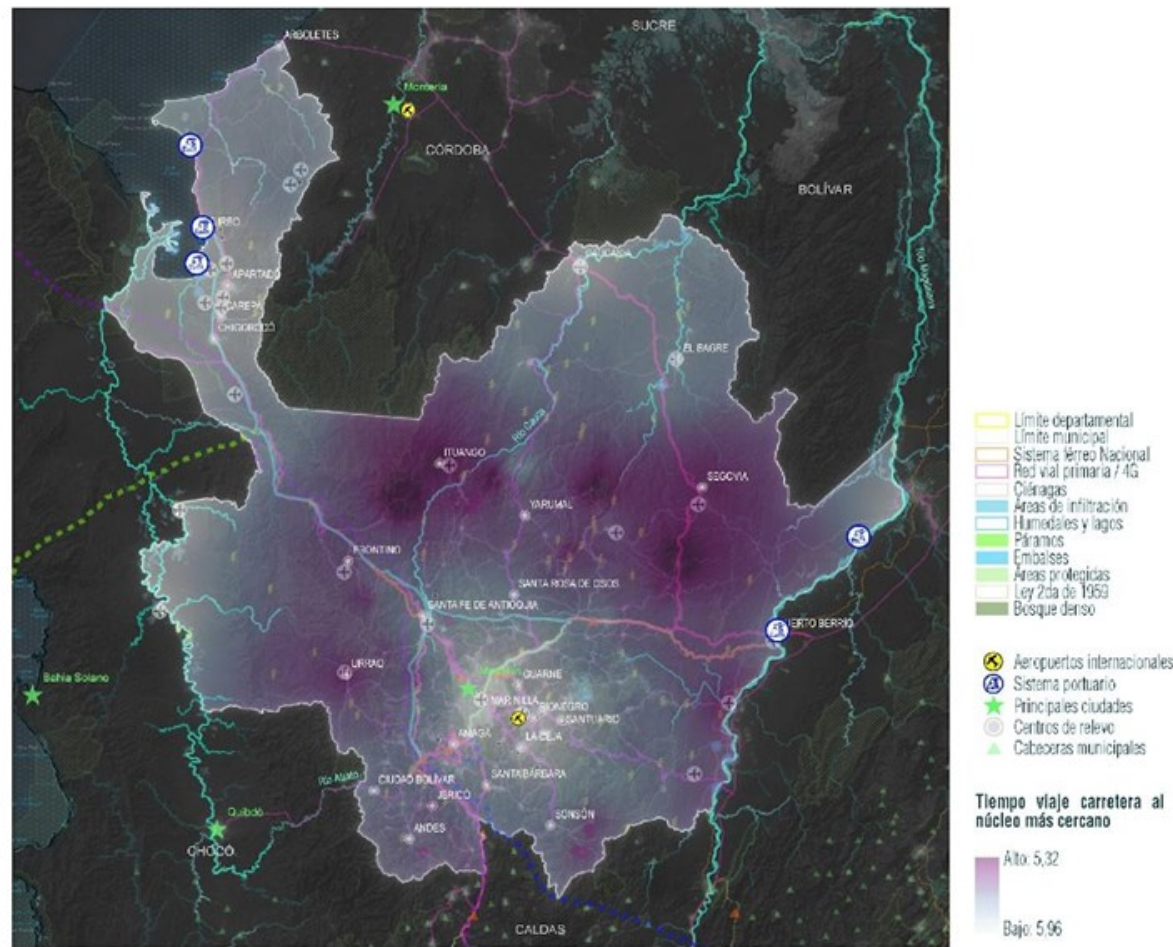 SUCRE
ARBOLETES
Montería
CÓRDOBA
BOLÍVAR
Río Magdalena
APARTADÓ
CAREPA
CHIGORODÓ
CAUCASIA
EL BAGRE
Río Cauca
ITUANGO
SEGOVIA
YARUMAL
FRONTINO
SANTA ROSA DE OSOS
SANTA FE DE ANTIOQUIA
PUERTO BERRÍO
URRAO
GUARNE
MARINILLA
RIONEGRO
SANTUARIO
Bahía Solano
AMAGÁ
LA CEJA
Río Atrato
CIUDAD BOLÍVAR
SANTA BÁRBARA
JERICÓ
Quibdó
SONSÓN
ANDES
CHOCÓ
CALDAS
Límite departamental
Límite municipal
Sistema férreo Nacional
Red vial primaria / 4G
Ciénagas
Áreas de infiltración
Humedales y lagos
Páramos
Embalses
Áreas protegidas
Ley 2da de 1959
Bosque denso
Aeropuertos internacionales
Sistema portuario
Principales ciudades
Centros de relevo
Cabeceras municipales
Tiempo viaje carretera al
núcleo más cercano
Alto: 5,32
Bajo: 5,96